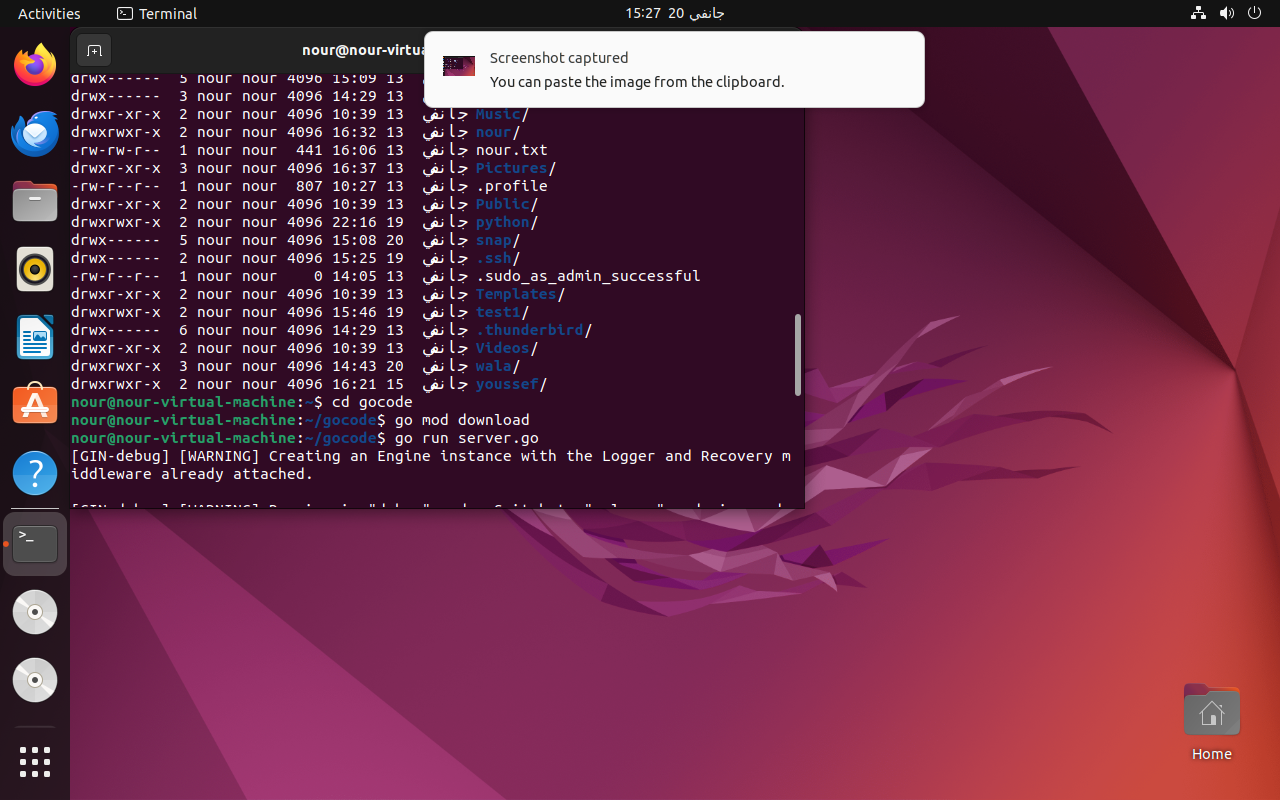 Activities
Terminal
15:27 20 جانفي
nour@nour-virtua
Screenshot captured
You can paste the image from the clipboard.
drwx------ 5 nour nour 4096 15:09 13
drwx------ 3 nour nour 4096 14:29 13
drwxr-xr-x 2 nour nour 4096 10:39 13 جانفي Music/
drwxrwxr-x 2 nour nour 4096 16:32 13 جانفي nour/
-rw-rw-r-- 1 nour nour 441 16:06 13 جانفي nour.txt
drwxr-xr-x 3 nour nour 4096 16:37 13 جانفي Pictures/
-rw-r--r-- 1 nour nour 807 10:27 13 جانفي .profile
drwxr-xr-x 2 nour nour 4096 10:39 13 جانفي Public/
drwxrwxr-x 2 nour nour 4096 22:16 19 جانفي python/
drwx------ 5 nour nour 4096 15:08 20 جانفي snap/
drwx------ 2 nour nour 4096 15:25 19 جانفي .ssh/
-rw-r--r-- 1 nour nour 0 14:05 13 جانفي .sudo_as_admin_successful
drwxr-xr-x 2 nour nour 4096 10:39 13 جانفي Templates/
drwxrwxr-x 2 nour nour 4096 15:46 19 جانفي test1/
drwx------ 6 nour nour 4096 14:29 13 جانفي .thunderbird/
drwxr-xr-x 2 nour nour 4096 10:39 13 جانفي Videos/
drwxrwxr-x 3 nour nour 4096 14:43 20 جانفي wala/
drwxrwxr-x 2 nour nour 4096 16:21 15 جانفي youssef/
nour@nour-virtual-machine:~$ cd gocode
nour@nour-virtual-machine:~/gocode$ go mod download
nour@nour-virtual-machine:~/gocode$ go run server.go
[GIN-debug] [WARNING] Creating an Engine instance with the Logger and Recovery m
iddleware already attached.
Home